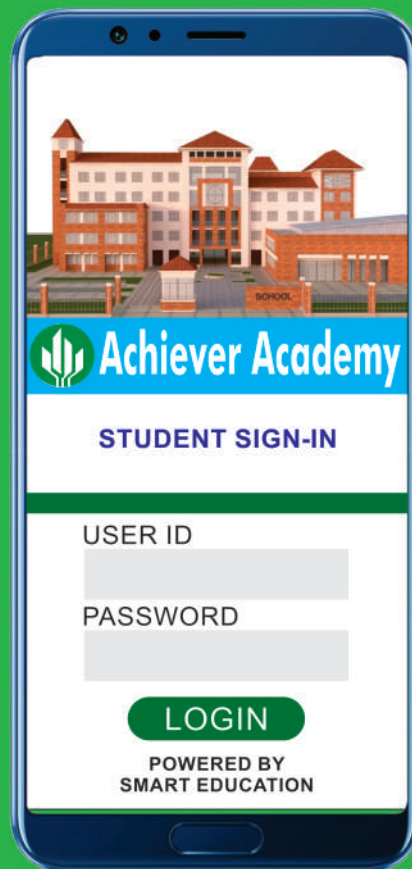 SCHOOL
Achiever Academy
STUDENT SIGN-IN
USER ID
PASSWORD
LOGIN
POWERED BY
SMART EDUCATION